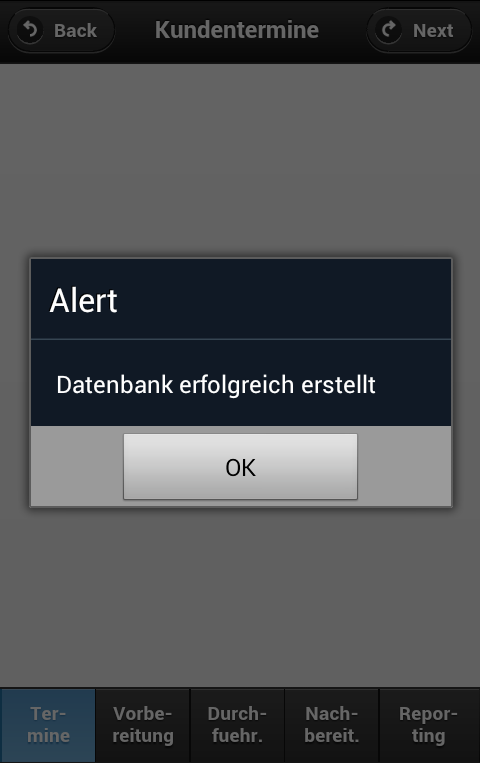 Back
Kundentermine
Next
Alert
Datenbank erfolgreich erstellt
OK
Ter-
mine
Vorbe-
reitung
Durch-
fuehr.
Nach-
bereit.
Repor-
ting